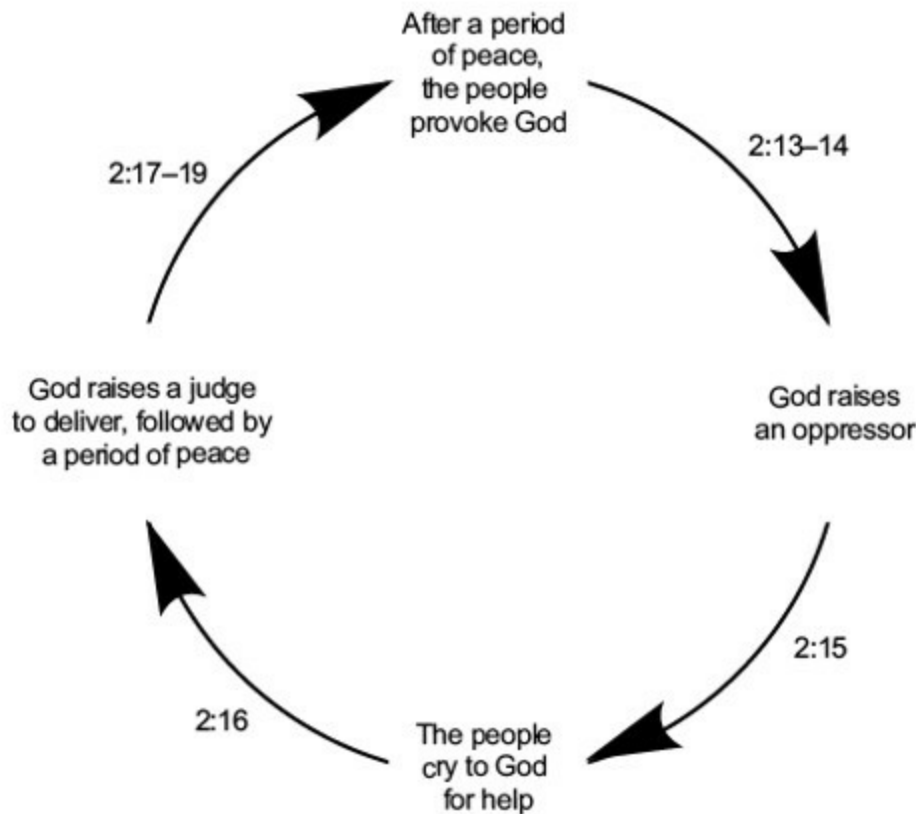 After a period
of peace,
the people
provoke God
2:13–14
God raises
an oppressor
2:15
The people
cry to God
for help
2:16
God raises a judge
to deliver, followed by
a period of peace
2:17–19